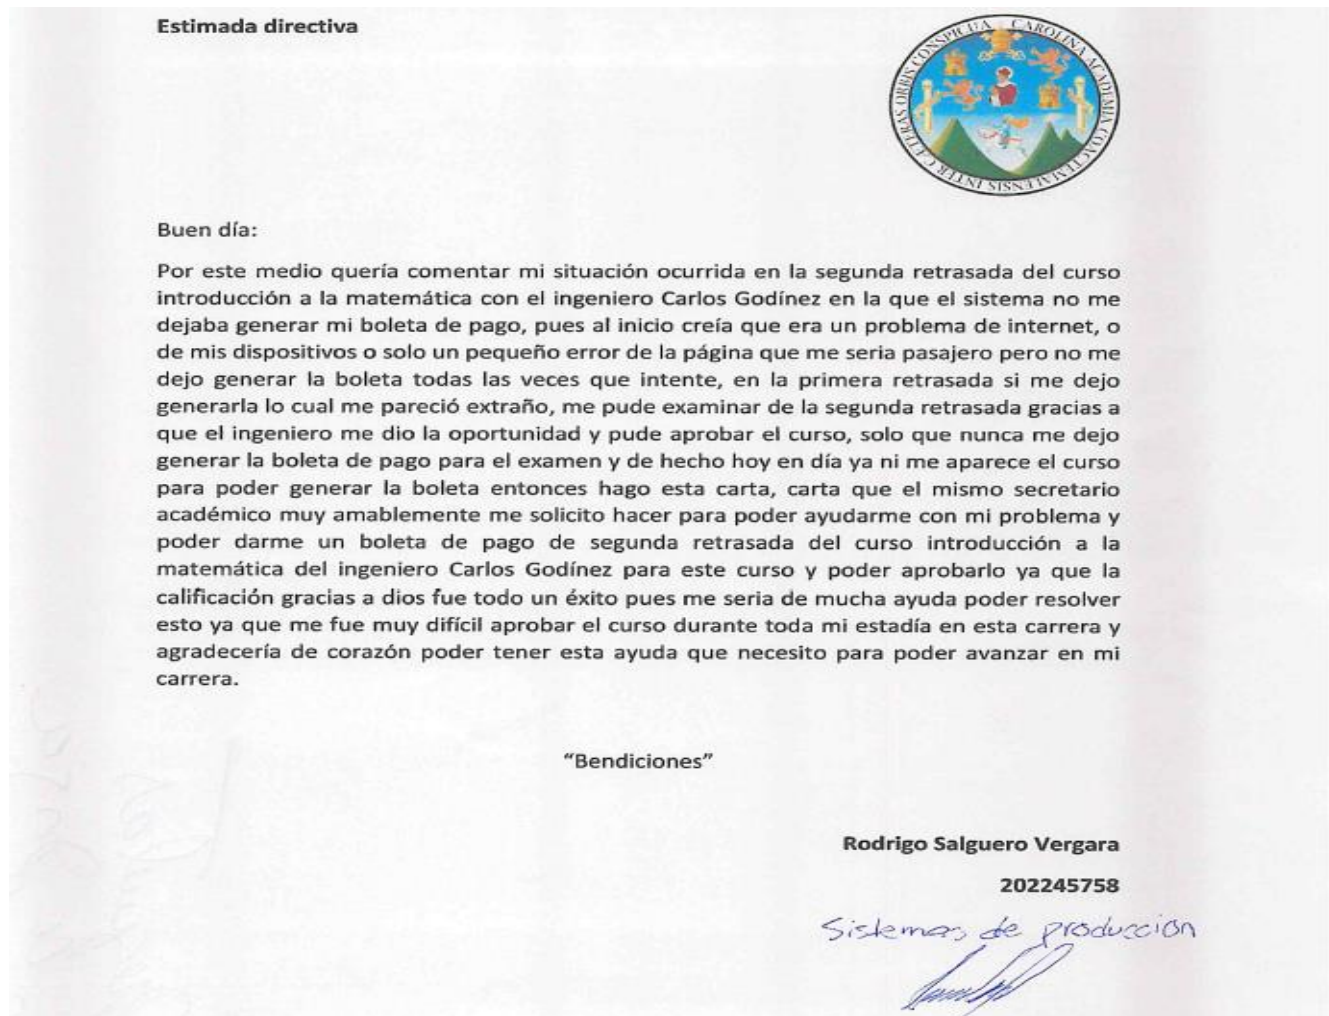 Estimada directiva
CAETERAS ORBIS CONSPICUA CAROLINA ACADEMIA COACTEMALENSIS INTER
Buen día:
Por este medio quería comentar mi situación ocurrida en la segunda retrasada del curso
introducción a la matemática con el ingeniero Carlos Godínez en la que el sistema no me
dejaba generar mi boleta de pago, pues al inicio creía que era un problema de internet, o
de mis dispositivos o solo un pequeño error de la página que me seria pasajero pero no me
dejo generar la boleta todas las veces que intente, en la primera retrasada si me dejo
generarla lo cual me pareció extraño, me pude examinar de la segunda retrasada gracias a
que el ingeniero me dio la oportunidad y pude aprobar el curso, solo que nunca me dejo
generar la boleta de pago para el examen y de hecho hoy en día ya ni me aparece el curso
para poder generar la boleta entonces hago esta carta, carta que el mismo secretario
académico muy amablemente me solicito hacer para poder ayudarme con mi problema y
poder darme un boleta de pago de segunda retrasada del curso introducción a la
matemática del ingeniero Carlos Godínez para este curso y poder aprobarlo ya que la
calificación gracias a dios fue todo un éxito pues me seria de mucha ayuda poder resolver
esto ya que me fue muy difícil aprobar el curso durante toda mi estadía en esta carrera y
agradecería de corazón poder tener esta ayuda que necesito para poder avanzar en mi
carrera.
“Bendiciones”
Rodrigo Salguero Vergara
202245758
Sistemas de producción